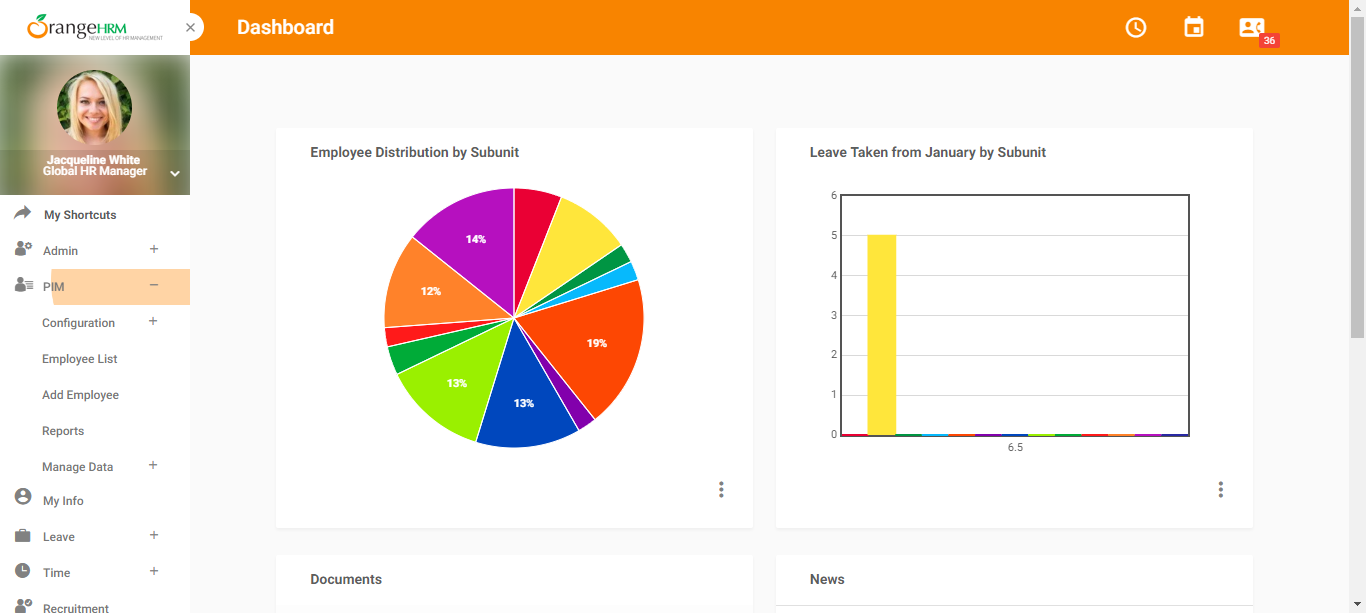 OrangeHRM
NEW LEVEL OF HR MANAGEMENT
Dashboard
36
Jacqueline White
Global HR Manager
My Shortcuts
Admin
PIM
Configuration
Employee List
Add Employee
Reports
Manage Data
My Info
Leave
Time
Recruitment
Employee Distribution by Subunit
14%
12%
19%
13%
13%
Leave Taken from January by Subunit
6
5
4
3
2
1
0
6.5
Documents
News